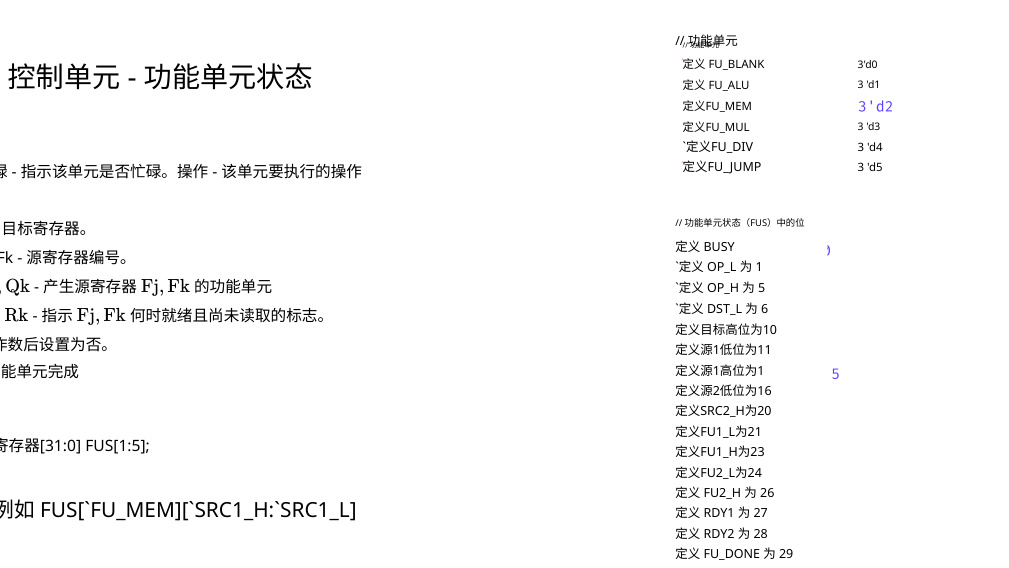 控制单元 - 功能单元状态
碌 - 指示该单元是否忙碌。操作 - 该单元要执行的操作
目标寄存器。
Fk - 源寄存器编号。
, Qk - 产生源寄存器 Fj, Fk 的功能单元
Rk - 指示 Fj, Fk 何时就绪且尚未读取的标志。
作数后设置为否。
能单元完成
寄存器[31:0] FUS[1:5];
例如 FUS[`FU_MEM][`SRC1_H:`SRC1_L]
// 功能单元
`定义 FU_BLANK 3'd0
定义 FU_ALU 3 'd1
定义FU_MEM 3'd2
定义FU_MUL 3 'd3
`定义FU_DIV 3 'd4
定义FU_JUMP 3 'd5
// 功能单元状态（FUS）中的位
定义 BUSY
`定义 OP_L 为 1
`定义 OP_H 为 5
`定义 DST_L 为 6
定义目标高位为10
定义源1低位为11
定义源1高位为1 5
定义源2低位为16
定义SRC2_H为20
定义FU1_L为21
定义FU1_H为23
定义FU2_L为24
定义 FU2_H 为 26
定义 RDY1 为 27
定义 RDY2 为 28
定义 FU_DONE 为 29